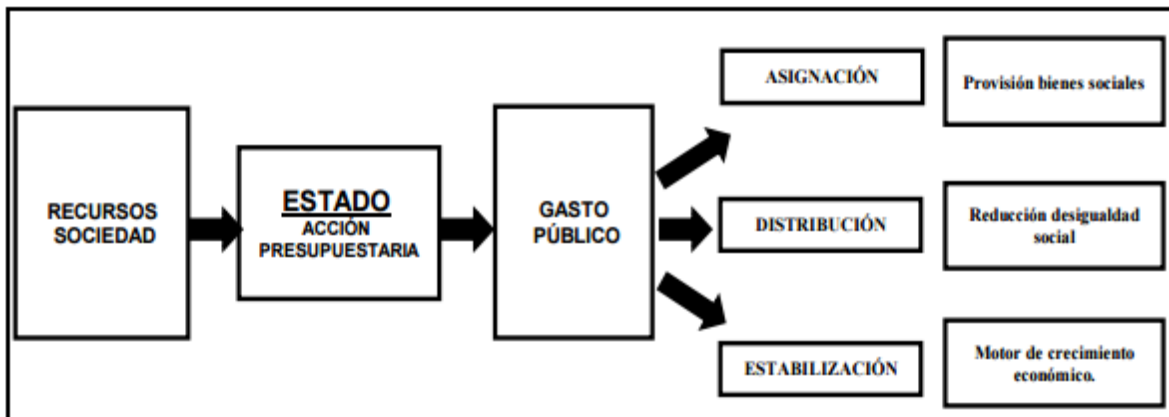 RECURSOS
SOCIEDAD
ESTADO
ACCIÓN
PRESUPUESTARIA
GASTO
PÚBLICO
ASIGNACIÓN
Provisión bienes sociales
DISTRIBUCIÓN
Reducción desigualdad
social
ESTABILIZACIÓN
Motor de crecimiento
económico.